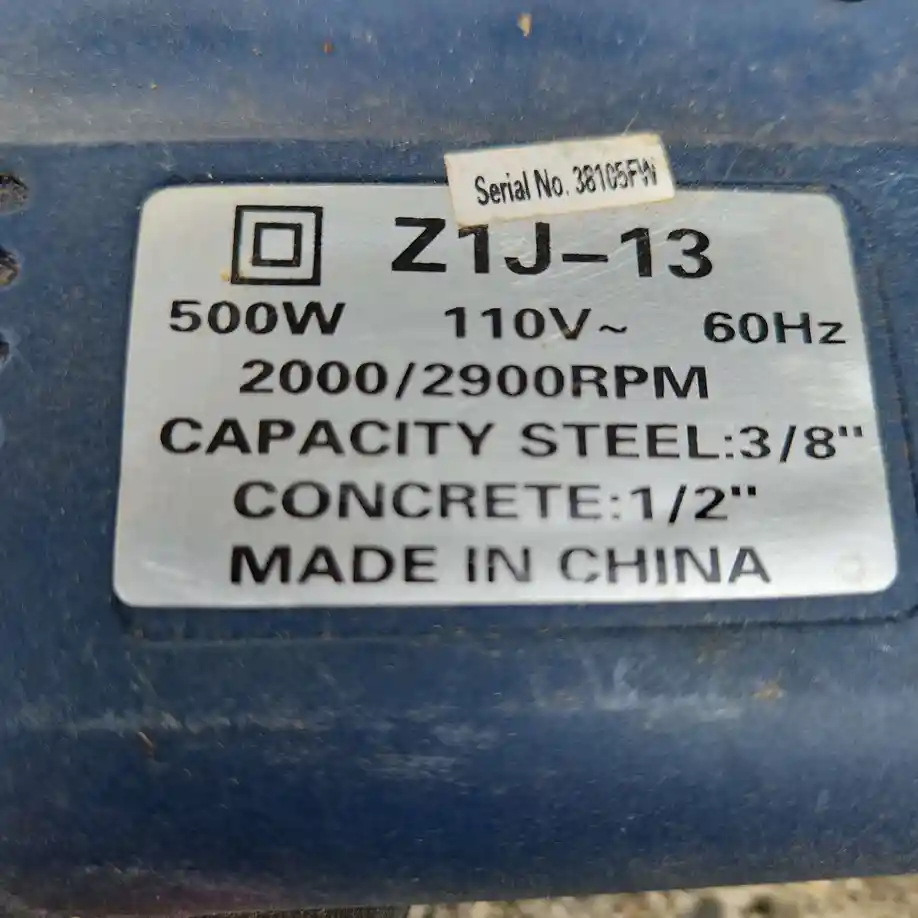 Serial No. 38105FW
Z1J-13
500W 110V~ 60Hz
2000/2900RPM
CAPACITY STEEL:3/8"
CONCRETE:1/2"
MADE IN CHINA